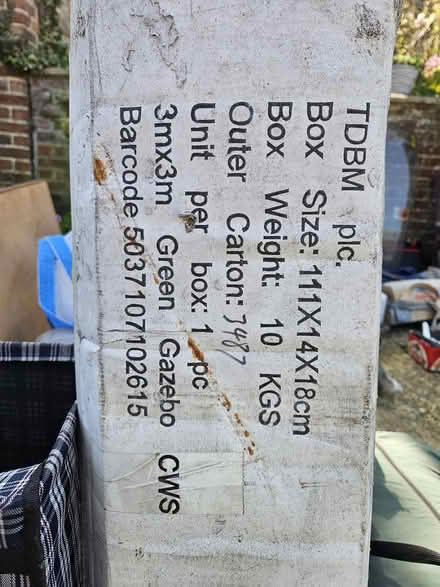 TDBM plc.
Box Size: 111X14X18cm
Box Weight: 10 KGS
Outer Carton: 7487
Unit per box: 1 pc
3mx3m Green Gazebo CWS
Barcode 5037107102615